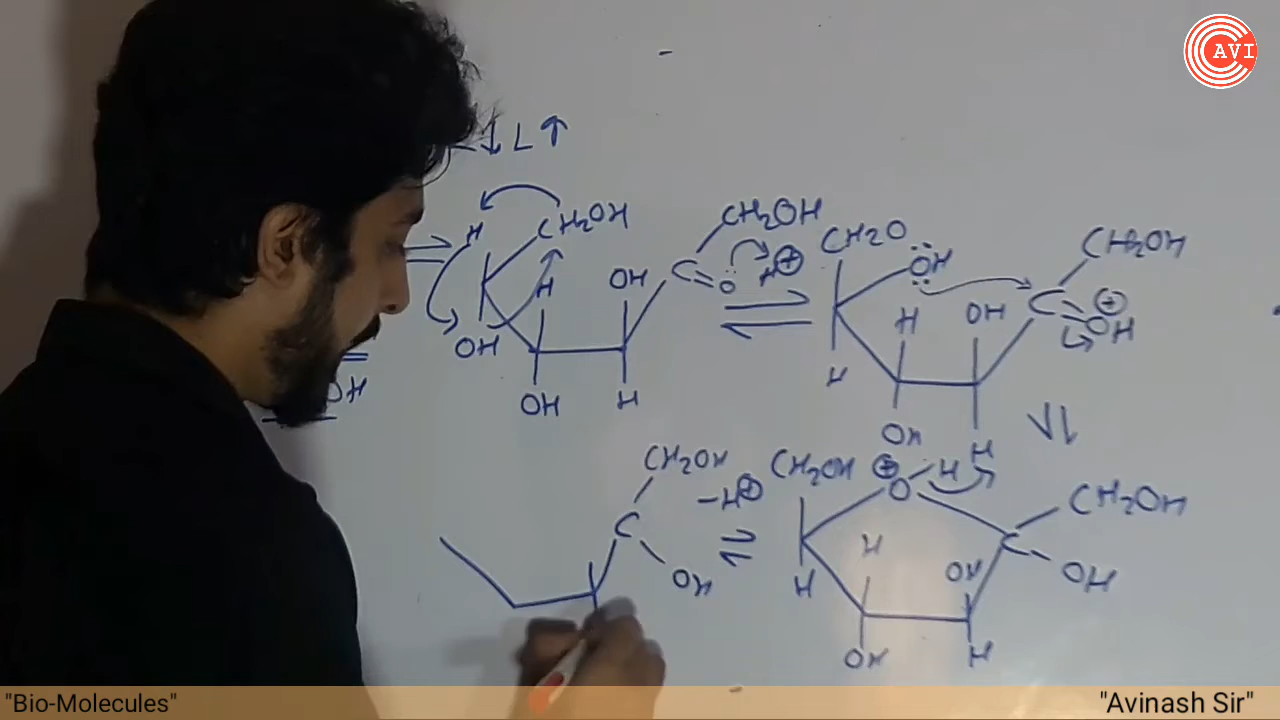 AVI
↓ L ↑
H CH₂OH
H OH C=O
OH
OH H
CH₂OH
H⊕
⇌
CH₂O
OH
H OH C=OH ⊕
H
OH H
CH₂OH
CH₂OH ⊕ O H
H OH C OH
H
OH H
CH₂OH
-H⊕
⇌
CH₂OH
C
OH
OH
"Bio-Molecules" "Avinash Sir"